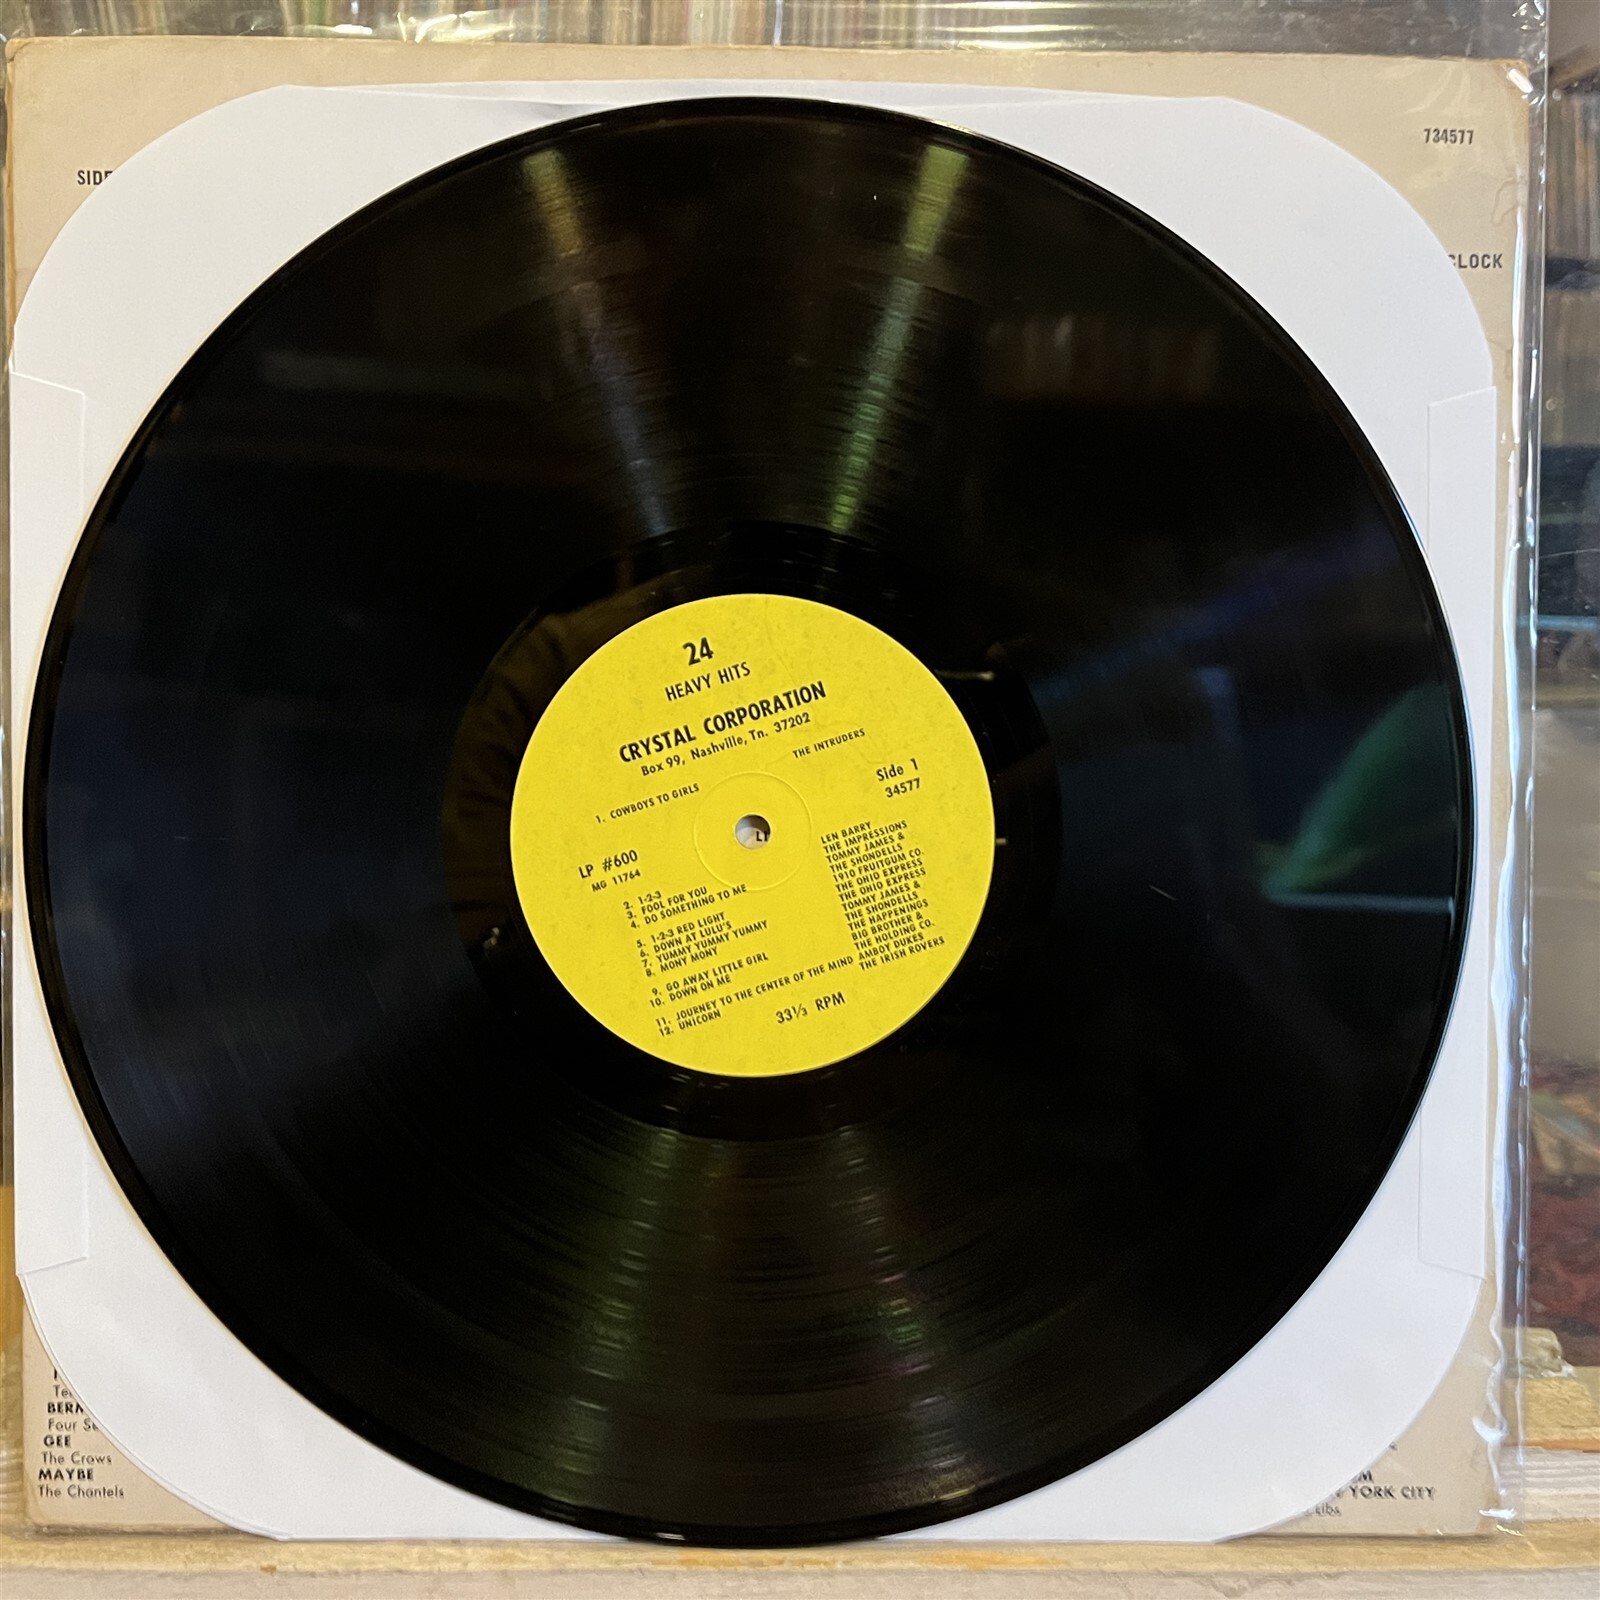 734577
SIDE
CLOCK
24
HEAVY HITS
CRYSTAL CORPORATION
Box 99, Nashville, Tn. 37202
1. COWBOYS TO GIRLS THE INTRUDERS
Side 1
34577
LP #600
MG 11764
2. 1-2-3 LEN BARRY
3. FOOL FOR YOU THE IMPRESSIONS
4. DO SOMETHING TO ME TOMMY JAMES &
THE SHONDELLS
5. 1-2-3 RED LIGHT 1910 FRUITGUM CO.
6. DOWN AT LULU'S THE OHIO EXPRESS
7. YUMMY YUMMY YUMMY THE OHIO EXPRESS
8. MONY MONY TOMMY JAMES &
THE SHONDELLS
9. GO AWAY LITTLE GIRL THE HAPPENINGS
10. DOWN ON ME BIG BROTHER &
THE HOLDING CO.
11. JOURNEY TO THE CENTER OF THE MIND AMBOY DUKES
12. UNICORN THE IRISH ROVERS
33⅓ RPM
Four Se
GEE
The Crows
MAYBE
The Chantels
YORK CITY